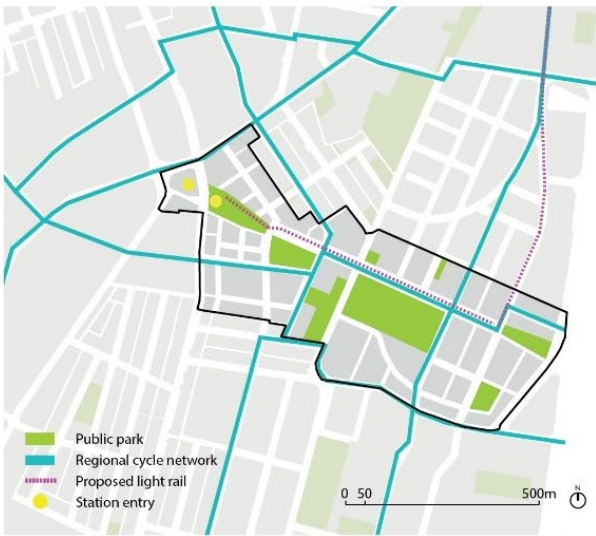 Public park
Regional cycle network
Proposed light rail
Station entry
0 50 500m
N